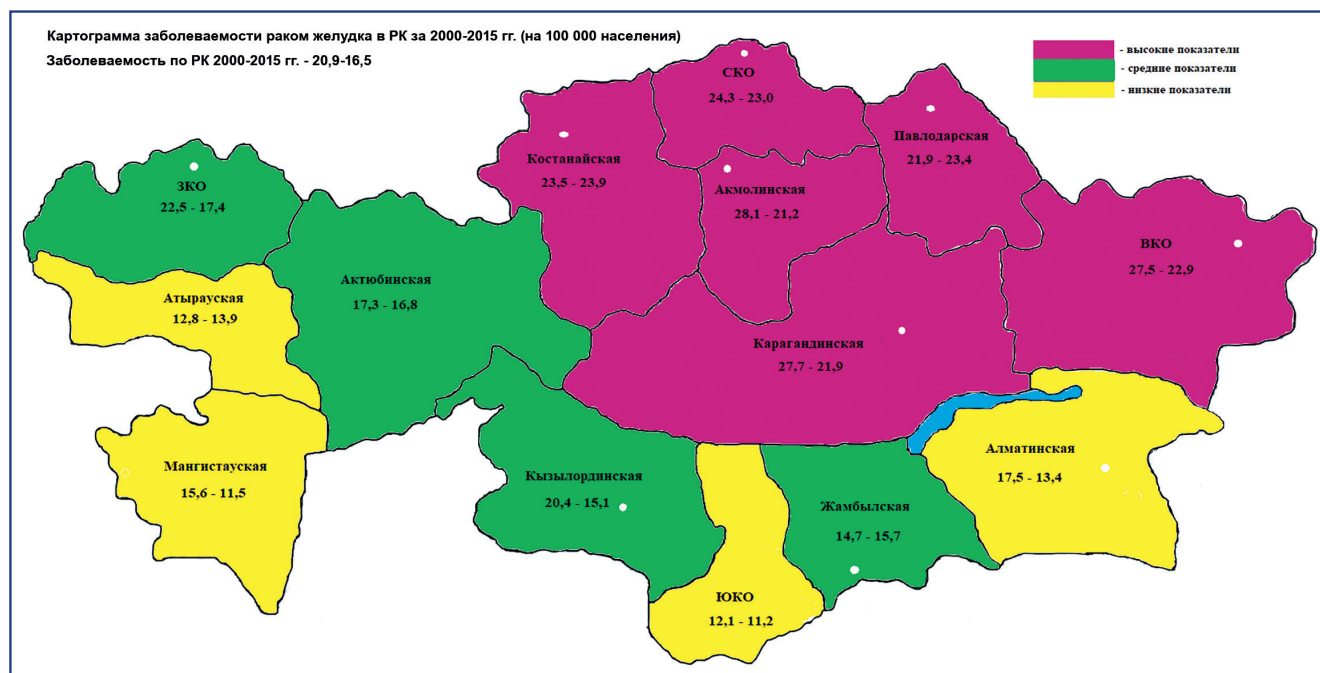 Картограмма заболеваемости раком желудка в РК за 2000-2015 гг. (на 100 000 населения)
Заболеваемость по РК 2000-2015 гг. - 20,9-16,5
- высокие показатели
- средние показатели
- низкие показатели
СКО
24,3 - 23,0
Павлодарская
21,9 - 23,4
Костанайская
23,5 - 23,9
Акмолинская
28,1 - 21,2
ЗКО
22,5 - 17,4
ВКО
27,5 - 22,9
Актюбинская
17,3 - 16,8
Атырауская
12,8 - 13,9
Карагандинская
27,7 - 21,9
Мангистауская
15,6 - 11,5
Кызылординская
20,4 - 15,1
Алматинская
17,5 - 13,4
Жамбылская
14,7 - 15,7
ЮКО
12,1 - 11,2